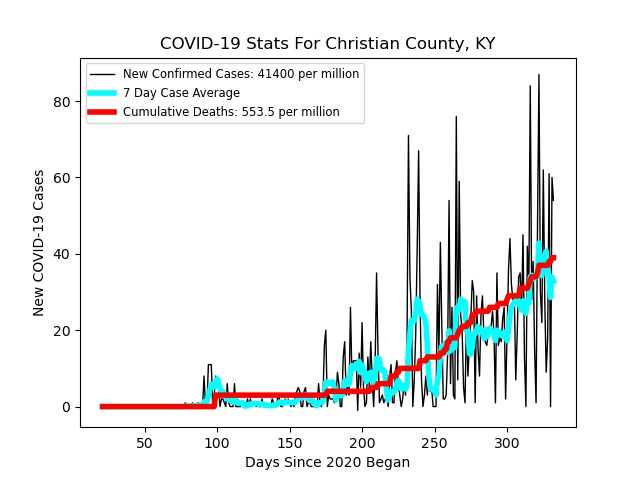 COVID-19 Stats For Christian County, KY
New Confirmed Cases: 41400 per million
7 Day Case Average
Cumulative Deaths: 553.5 per million
New COVID-19 Cases
80
60
40
20
0
50 100 150 200 250 300
Days Since 2020 Began